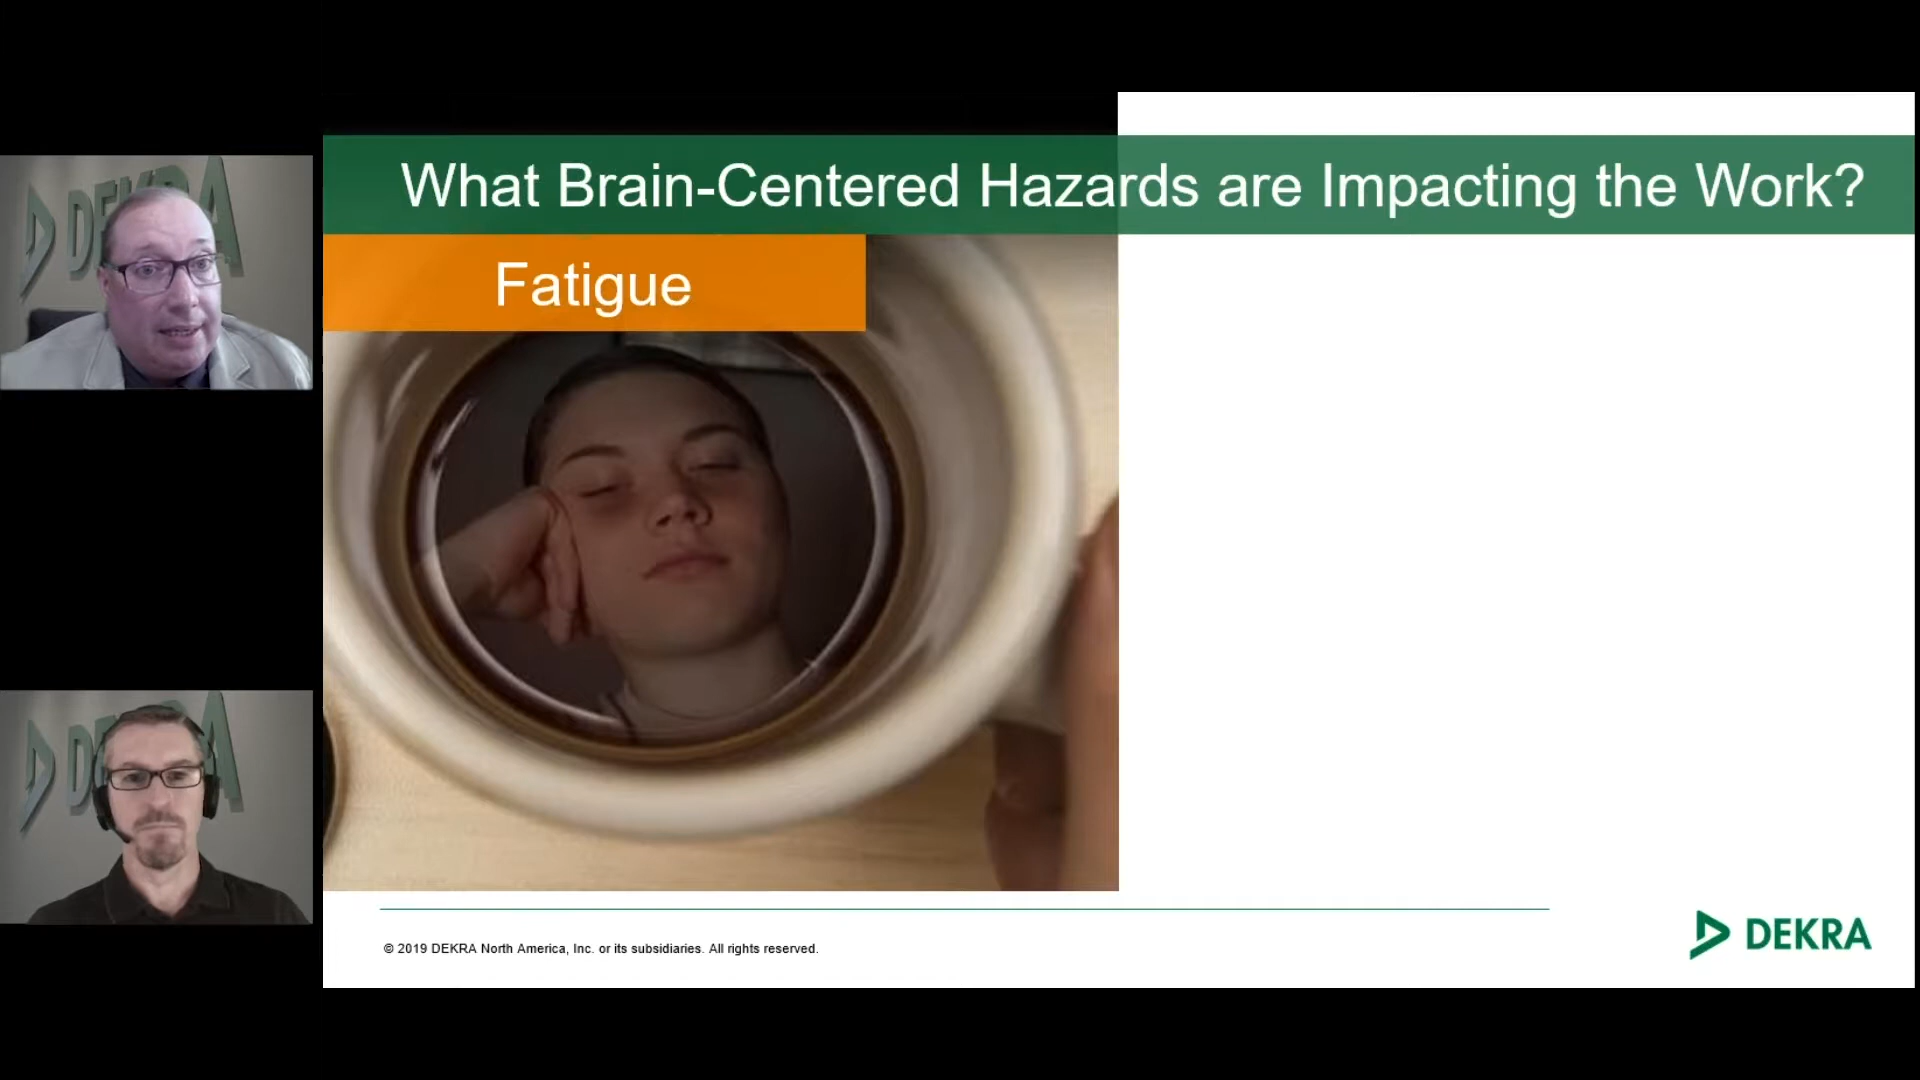 What Brain-Centered Hazards are Impacting the Work?
Fatigue
© 2019 DEKRA North America, Inc. or its subsidiaries. All rights reserved.
DEKRA